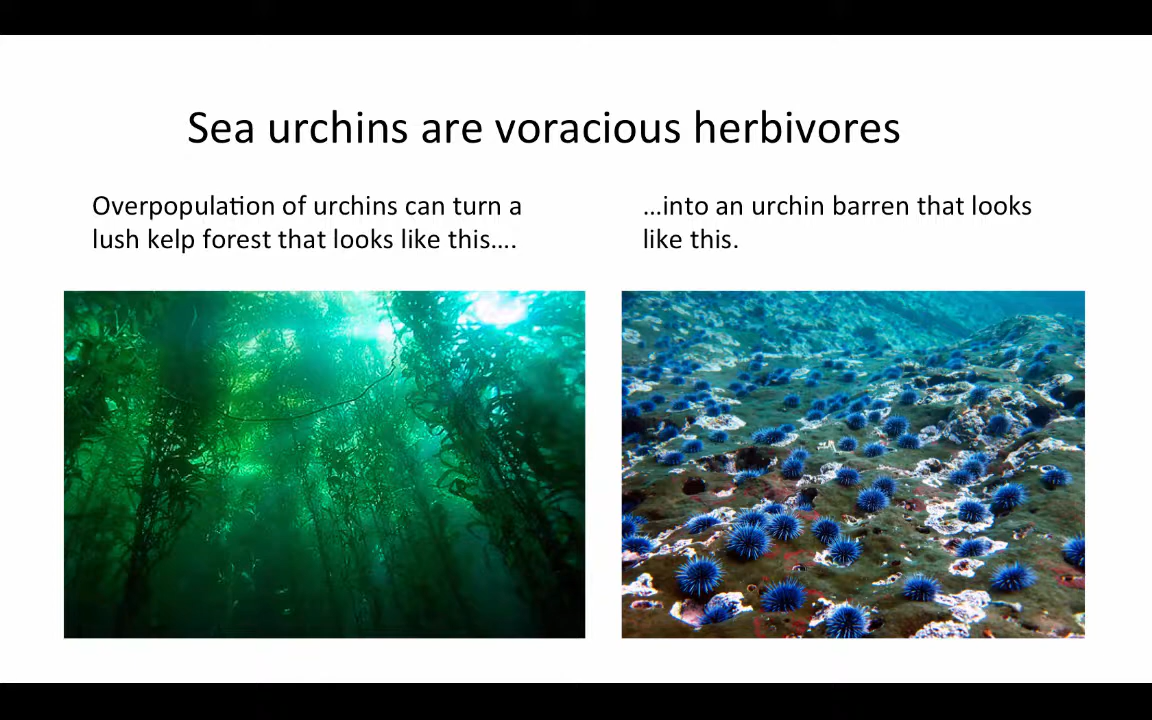 Sea urchins are voracious herbivores
Overpopulation of urchins can turn a
lush kelp forest that looks like this....
...into an urchin barren that looks
like this.